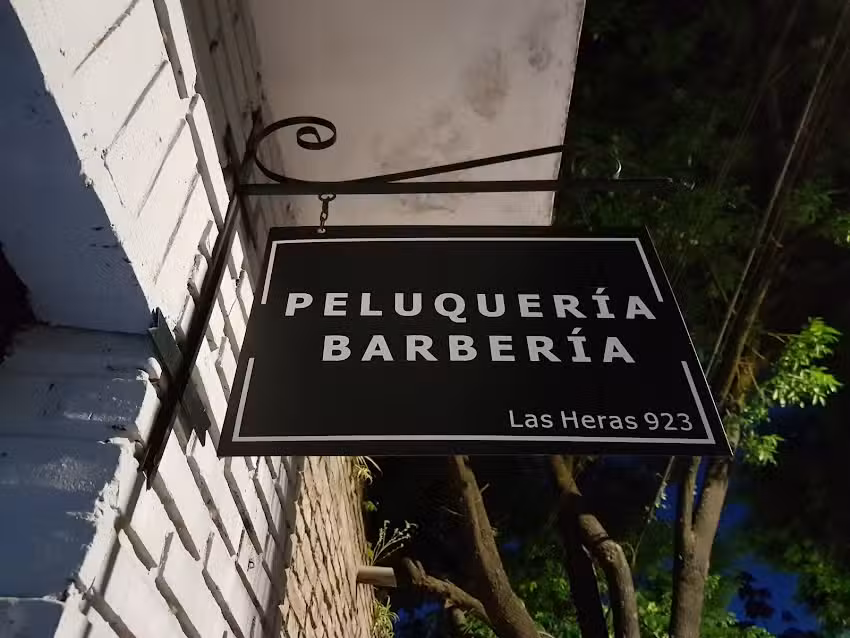 PELUQUERÍA
BARBERÍA
Las Heras 923